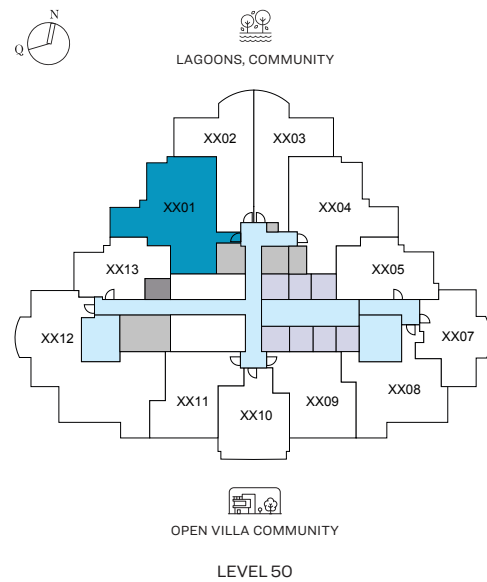 N
Q
LAGOONS, COMMUNITY
XX02
XX03
XX01
XX04
XX13
XX05
XX12
XX07
XX11
XX10
XX09
XX08
OPEN VILLA COMMUNITY
LEVEL 50